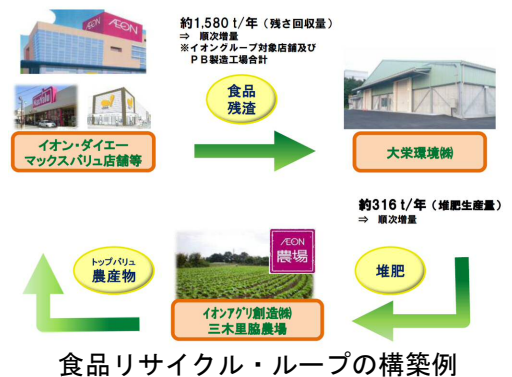 ÆON
約1,580 t/年（残さ回収量）
⇒ 順次増量
※イオングループ対象店舗及び
ＰＢ製造工場合計
食品
残渣
イオン・ダイエー
マックスバリュ店舗等
大栄環境㈱
約316 t/年（堆肥生産量）
⇒ 順次増量
トップバリュ
農産物
ÆON
農場
堆肥
ｲｵﾝｱｸﾞﾘ創造㈱
三木里脇農場
食品リサイクル・ループの構築例